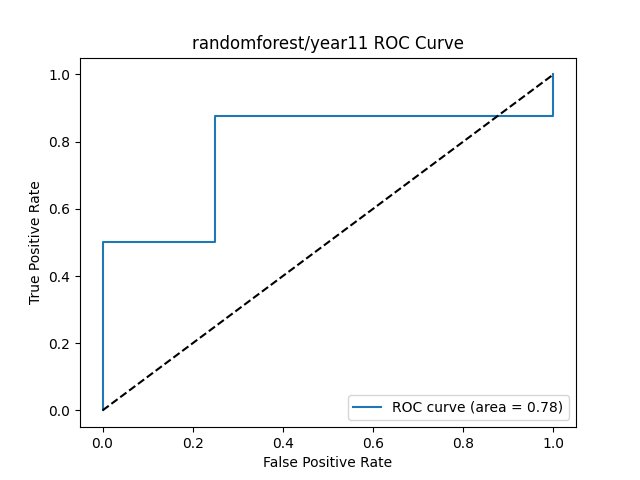 randomforest/year11 ROC Curve
1.0
0.8
0.6
0.4
0.2
0.0
True Positive Rate
ROC curve (area = 0.78)
0.0 0.2 0.4 0.6 0.8 1.0
False Positive Rate